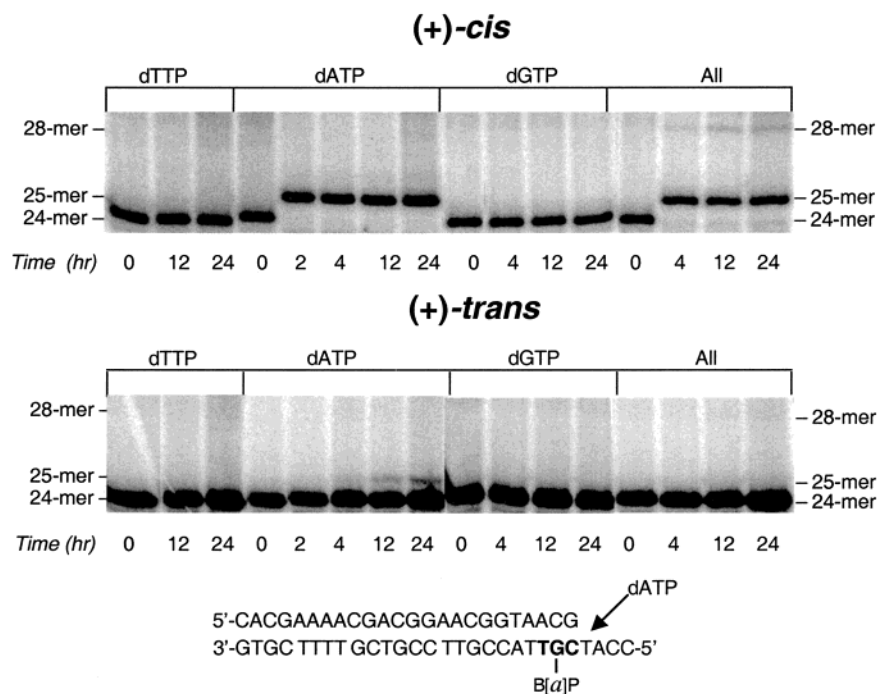 (+)-cis
dTTP dATP dGTP All
28-mer 28-mer
25-mer 25-mer
24-mer 24-mer
Time (hr) 0 12 24 0 2 4 12 24 0 4 12 24 0 4 12 24
(+)-trans
dTTP dATP dGTP All
28-mer 28-mer
25-mer 25-mer
24-mer 24-mer
Time (hr) 0 12 24 0 2 4 12 24 0 4 12 24 0 4 12 24
dATP
5'-CACGAAAACGACGGAACGGTAACG
3'-GTGC TTTT GCTGCC TTGCCATTGCTACC-5'
B[a]P